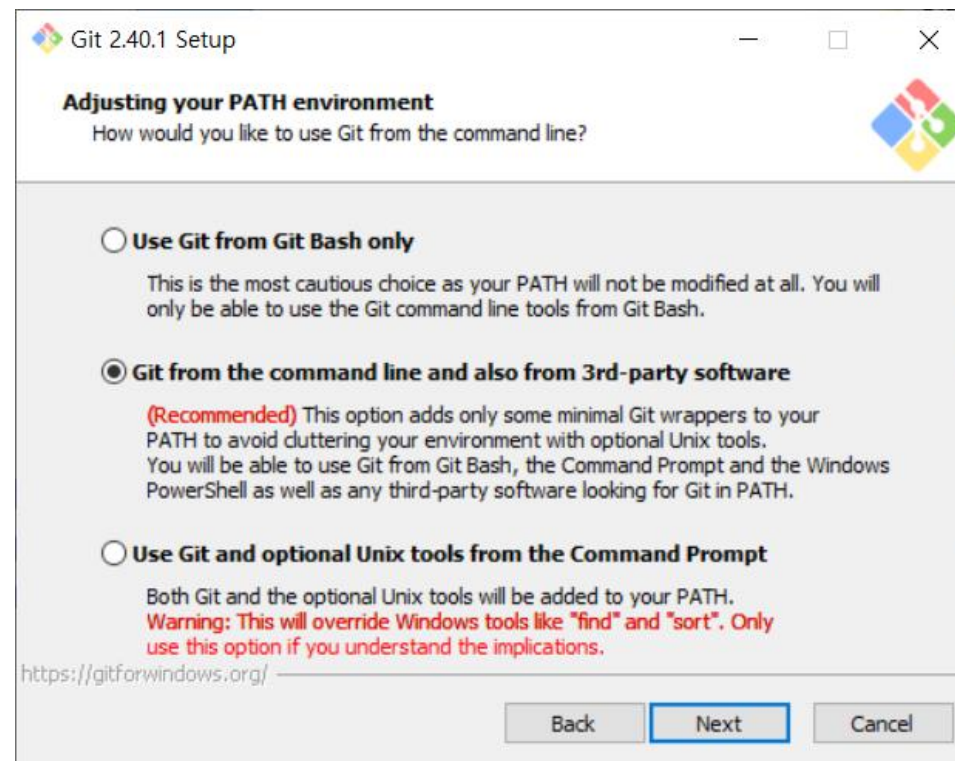 Git 2.40.1 Setup
Adjusting your PATH environment
How would you like to use Git from the command line?
Use Git from Git Bash only
This is the most cautious choice as your PATH will not be modified at all. You will
only be able to use the Git command line tools from Git Bash.
Git from the command line and also from 3rd-party software
(Recommended) This option adds only some minimal Git wrappers to your
PATH to avoid cluttering your environment with optional Unix tools.
You will be able to use Git from Git Bash, the Command Prompt and the Windows
PowerShell as well as any third-party software looking for Git in PATH.
Use Git and optional Unix tools from the Command Prompt
Both Git and the optional Unix tools will be added to your PATH.
Warning: This will override Windows tools like "find" and "sort". Only
use this option if you understand the implications.
https://gitforwindows.org/
Back Next Cancel